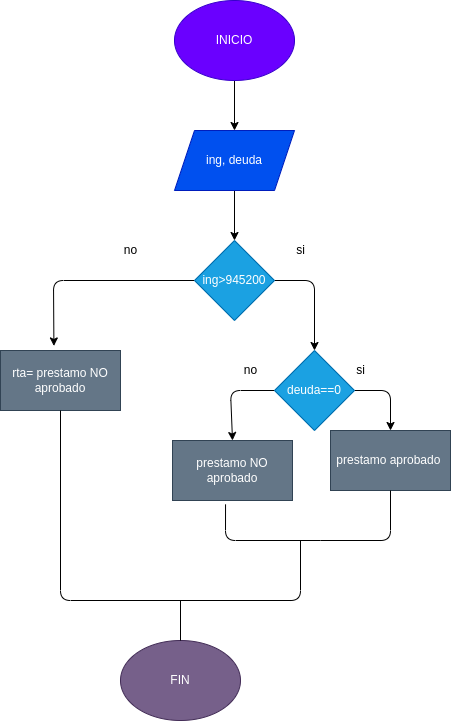 INICIO
ing, deuda
no
si
ing>945200
rta= prestamo NO
aprobado
no
si
deuda==0
prestamo NO
aprobado
prestamo aprobado
FIN